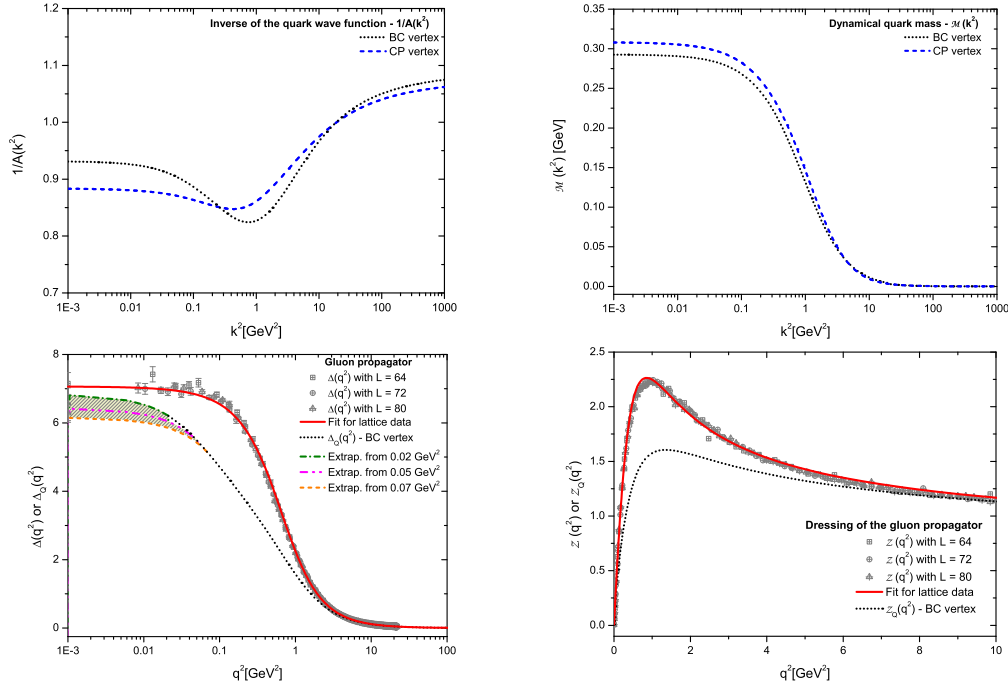 Inverse of the quark wave function - 1/A(k²)
BC vertex
CP vertex
1.2
1.1
1.0
0.9
0.8
0.7
1/A(k²)
1E-3 0.01 0.1 1 10 100 1000
k²[GeV²]
Dynamical quark mass - ℳ (k²)
BC vertex
CP vertex
0.30
0.25
0.20
0.15
0.10
0.05
0.00
ℳ (k²) [GeV]
1E-3 0.01 0.1 1 10 100 1000
k²[GeV²]
Gluon propagator
Δ(q²) with L = 64
Δ(q²) with L = 72
Δ(q²) with L = 80
Fit for lattice data
Δ_Q(q²) - BC vertex
Extrap. from 0.02 GeV²
Extrap. from 0.05 GeV²
Extrap. from 0.07 GeV²
8
6
4
2
0
Δ(q²) or Δ_Q(q²)
1E-3 0.01 0.1 1 10 100
q²[GeV²]
2.5
2.0
1.5
1.0
0.5
0.0
𝒵 (q²) or 𝒵_Q(q²)
Dressing of the gluon propagator
𝒵 (q²) with L = 64
𝒵 (q²) with L = 72
𝒵 (q²) with L = 80
Fit for lattice data
𝒵_Q(q²) - BC vertex
0 2 4 6 8 10
q²[GeV²]